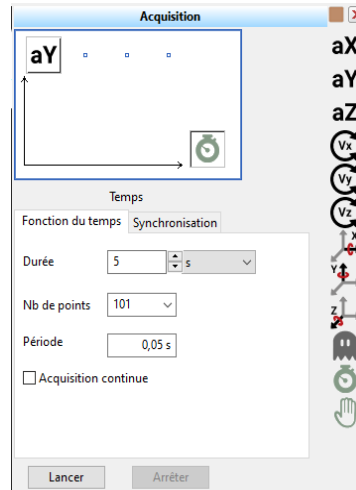 Acquisition
aY
Temps
Fonction du temps Synchronisation
Durée 5 s
Nb de points 101
Période 0,05 s
Acquisition continue
Lancer Arrêter
aX
aY
aZ
Vx
Vy
Vz
X
Y
Z